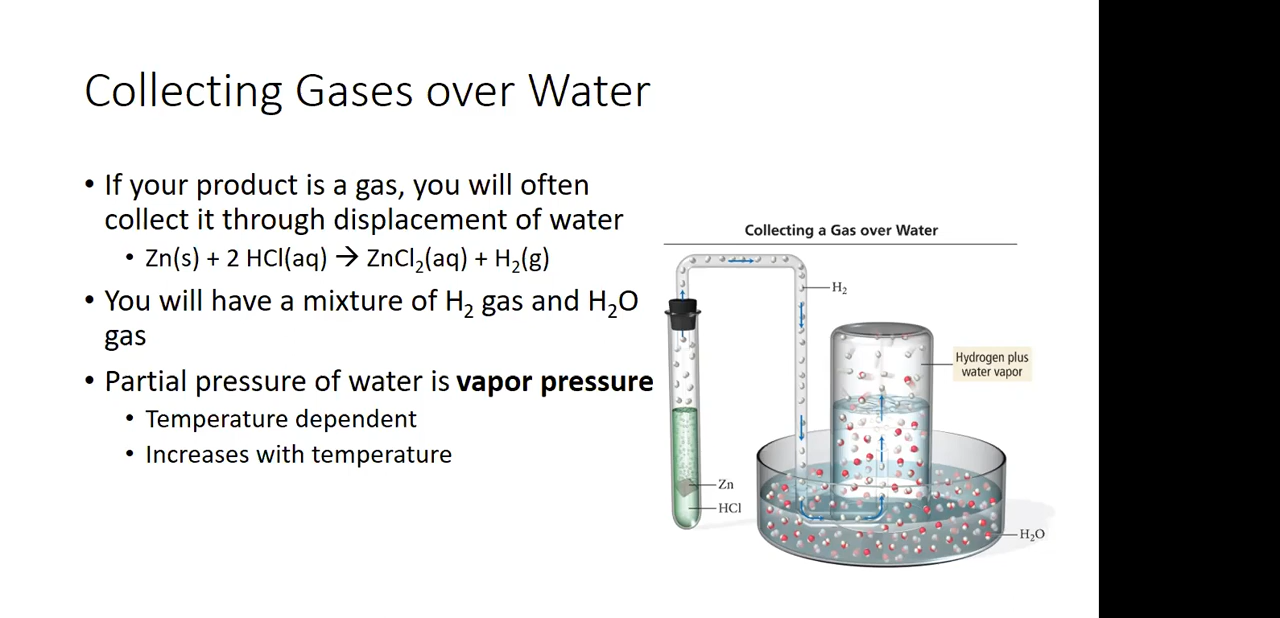 Collecting Gases over Water
• If your product is a gas, you will often
collect it through displacement of water
• Zn(s) + 2 HCl(aq) → ZnCl₂(aq) + H₂(g)
• You will have a mixture of H₂ gas and H₂O
gas
• Partial pressure of water is vapor pressure
• Temperature dependent
• Increases with temperature
Collecting a Gas over Water
H₂
Hydrogen plus
water vapor
Zn
HCl
H₂O